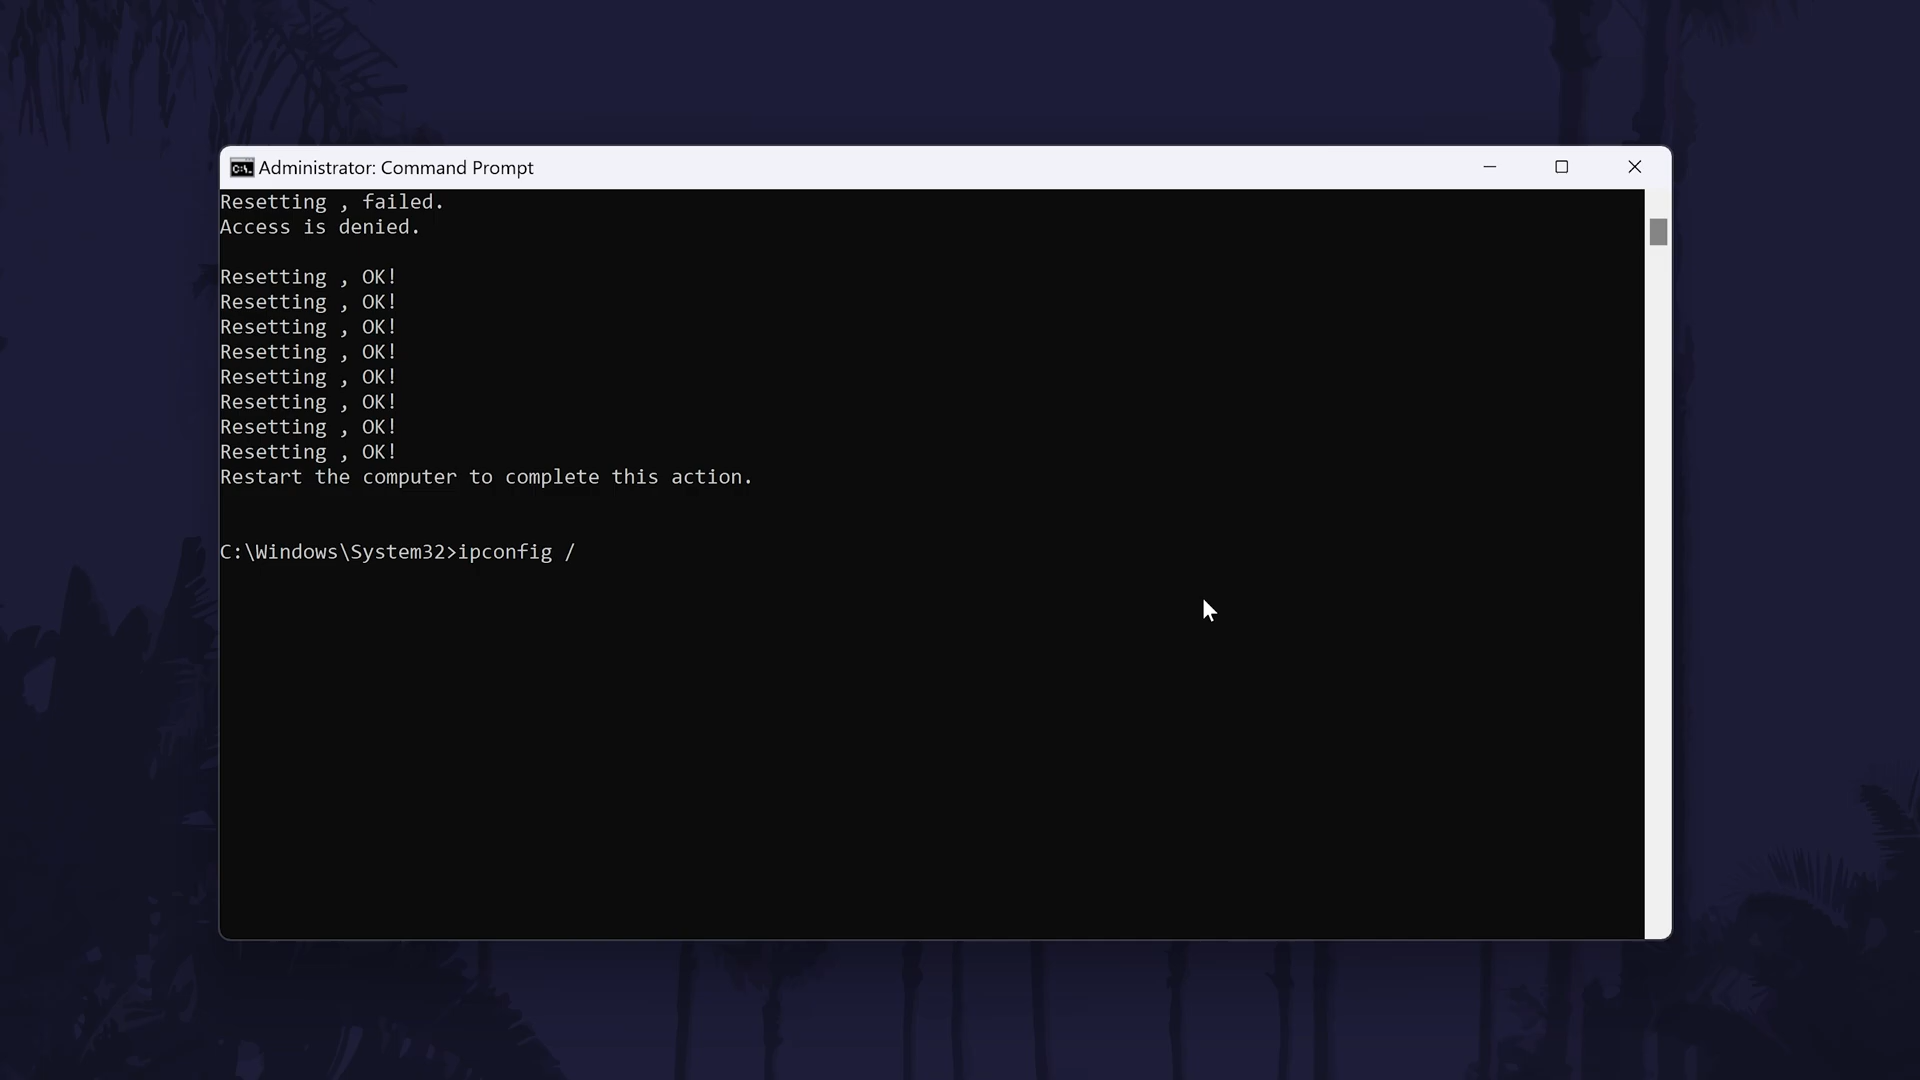 Administrator: Command Prompt
Resetting , failed.
Access is denied.
Resetting , OK!
Resetting , OK!
Resetting , OK!
Resetting , OK!
Resetting , OK!
Resetting , OK!
Resetting , OK!
Resetting , OK!
Restart the computer to complete this action.
C:\Windows\System32>ipconfig /